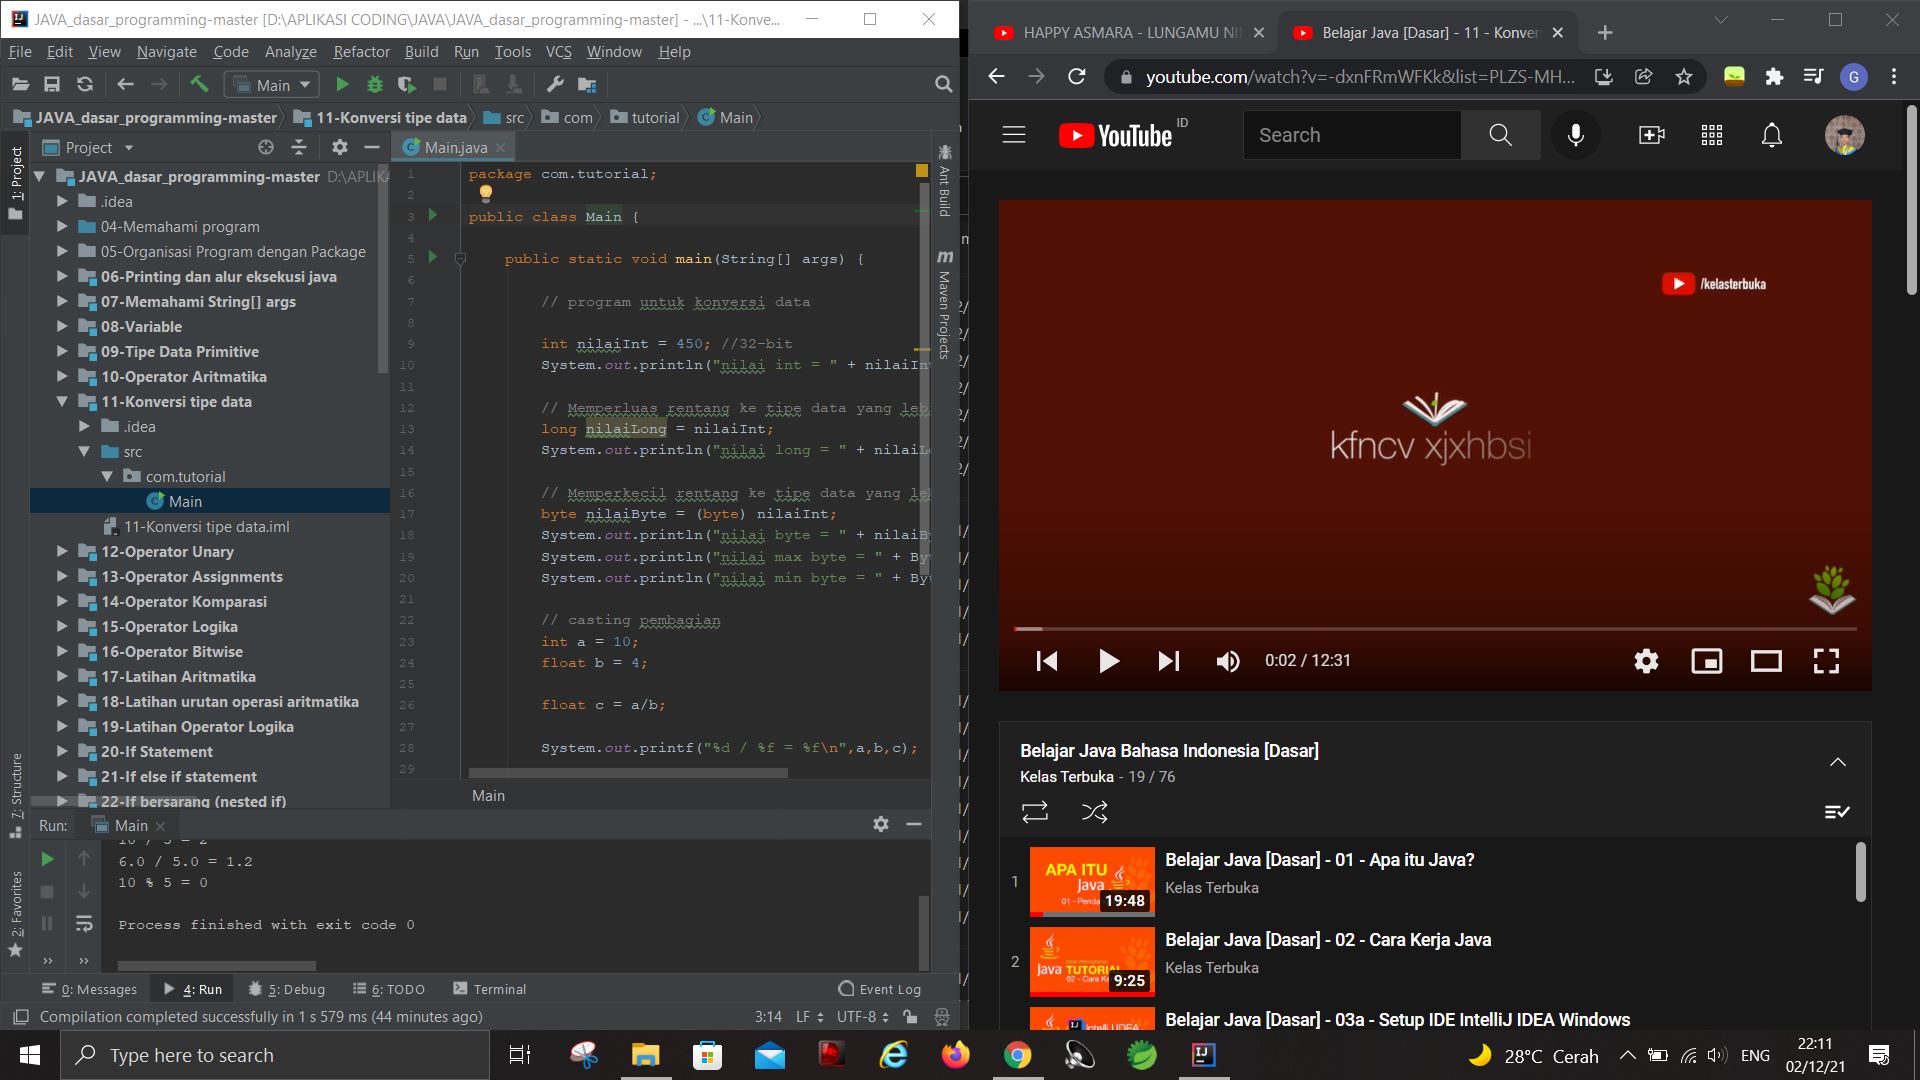 JAVA_dasar_programming-master [D:\APLIKASI CODING\JAVA\JAVA_dasar_programming-master] - ...\11-Konve...
File Edit View Navigate Code Analyze Refactor Build Run Tools VCS Window Help
Main
JAVA_dasar_programming-master 11-Konversi tipe data src com tutorial Main
1: Project
Project
JAVA_dasar_programming-master D:\APLIKA
.idea
04-Memahami program
05-Organisasi Program dengan Package
06-Printing dan alur eksekusi java
07-Memahami String[] args
08-Variable
09-Tipe Data Primitive
10-Operator Aritmatika
11-Konversi tipe data
.idea
src
com.tutorial
Main
11-Konversi tipe data.iml
12-Operator Unary
13-Operator Assignments
14-Operator Komparasi
15-Operator Logika
16-Operator Bitwise
17-Latihan Aritmatika
18-Latihan urutan operasi aritmatika
19-Latihan Operator Logika
20-If Statement
21-If else if statement
22-If bersarang (nested if)
7: Structure
2: Favorites
Main.java
1 package com.tutorial;
2
3 public class Main {
4
5 public static void main(String[] args) {
6
7 // program untuk konversi data
8
9 int nilaiInt = 450; //32-bit
10 System.out.println("nilai int = " + nilaiIn
11
12 // Memperluas rentang ke tipe data yang leb
13 long nilaiLong = nilaiInt;
14 System.out.println("nilai long = " + nilaiL
15
16 // Memperkecil rentang ke tipe data yang le
17 byte nilaiByte = (byte) nilaiInt;
18 System.out.println("nilai byte = " + nilaiB
19 System.out.println("nilai max byte = " + By
20 System.out.println("nilai min byte = " + Byt
21
22 // casting pembagian
23 int a = 10;
24 float b = 4;
25
26 float c = a/b;
27
28 System.out.printf("%d / %f = %f\n",a,b,c);
29
Main
Ant Build
Maven Projects
Run: Main
10 / 5 = 2
6.0 / 5.0 = 1.2
10 % 5 = 0
Process finished with exit code 0
0: Messages 4: Run 5: Debug 6: TODO Terminal Event Log
Compilation completed successfully in 1 s 579 ms (44 minutes ago) 3:14 LF UTF-8
HAPPY ASMARA - LUNGAMU NI
Belajar Java [Dasar] - 11 - Konver
youtube.com/watch?v=-dxnFRmWFKk&list=PLZS-MH...
G
YouTube ID
Search
/kelasterbuka
kfncv xjxhbsi
0:02 / 12:31
Belajar Java Bahasa Indonesia [Dasar]
Kelas Terbuka - 19 / 76
1
APA ITU
Java
19:48
Belajar Java [Dasar] - 01 - Apa itu Java?
Kelas Terbuka
2
Java TUTORIAL
9:25
Belajar Java [Dasar] - 02 - Cara Kerja Java
Kelas Terbuka
Belajar Java [Dasar] - 03a - Setup IDE IntelliJ IDEA Windows
Type here to search
28°C Cerah
ENG
22:11
02/12/21